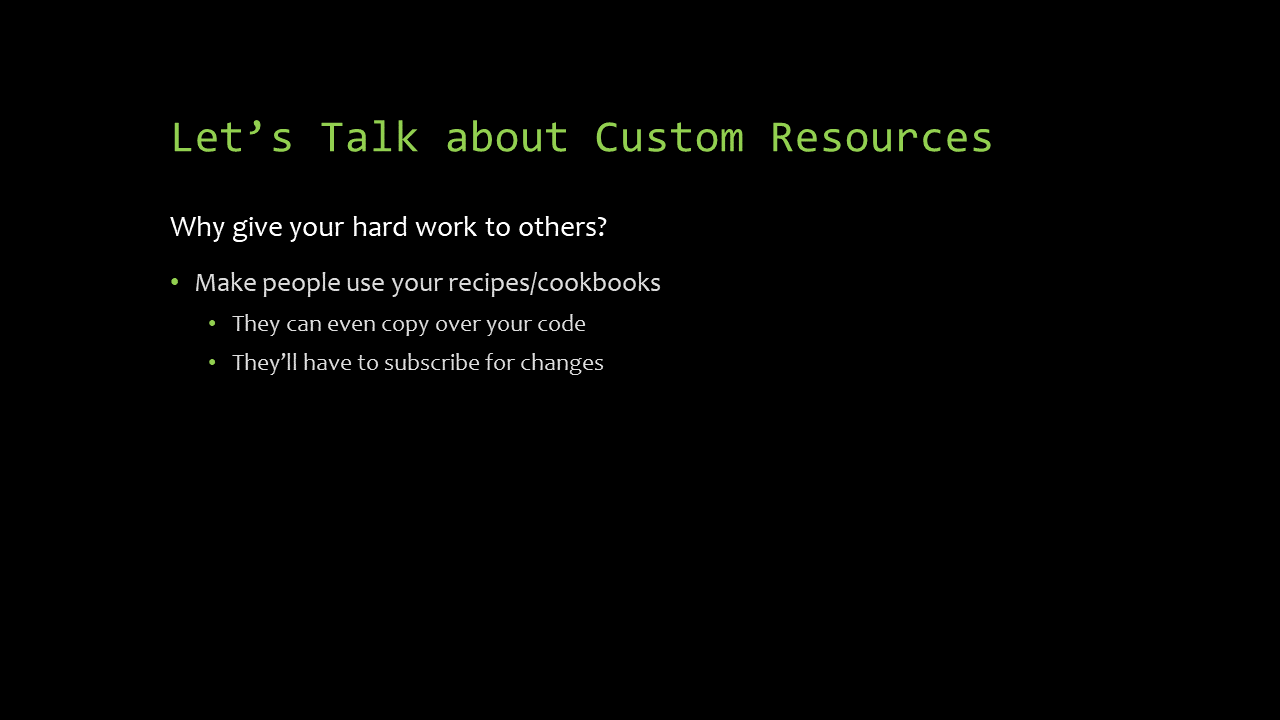 Let’s Talk about Custom Resources
Why give your hard work to others?
• Make people use your recipes/cookbooks
• They can even copy over your code
• They’ll have to subscribe for changes